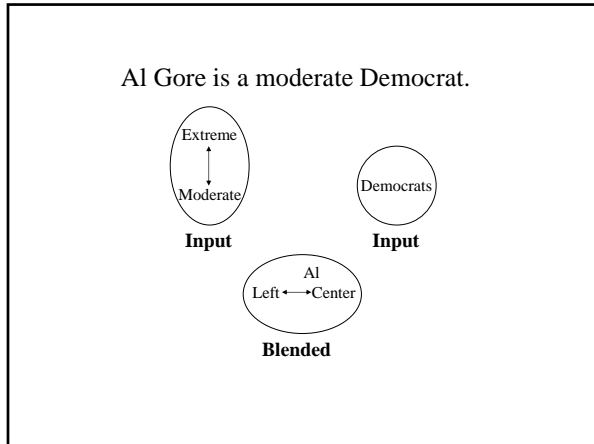 Al Gore is a moderate Democrat.
Extreme
Moderate
Input
Democrats
Input
Al
Left Center
Blended